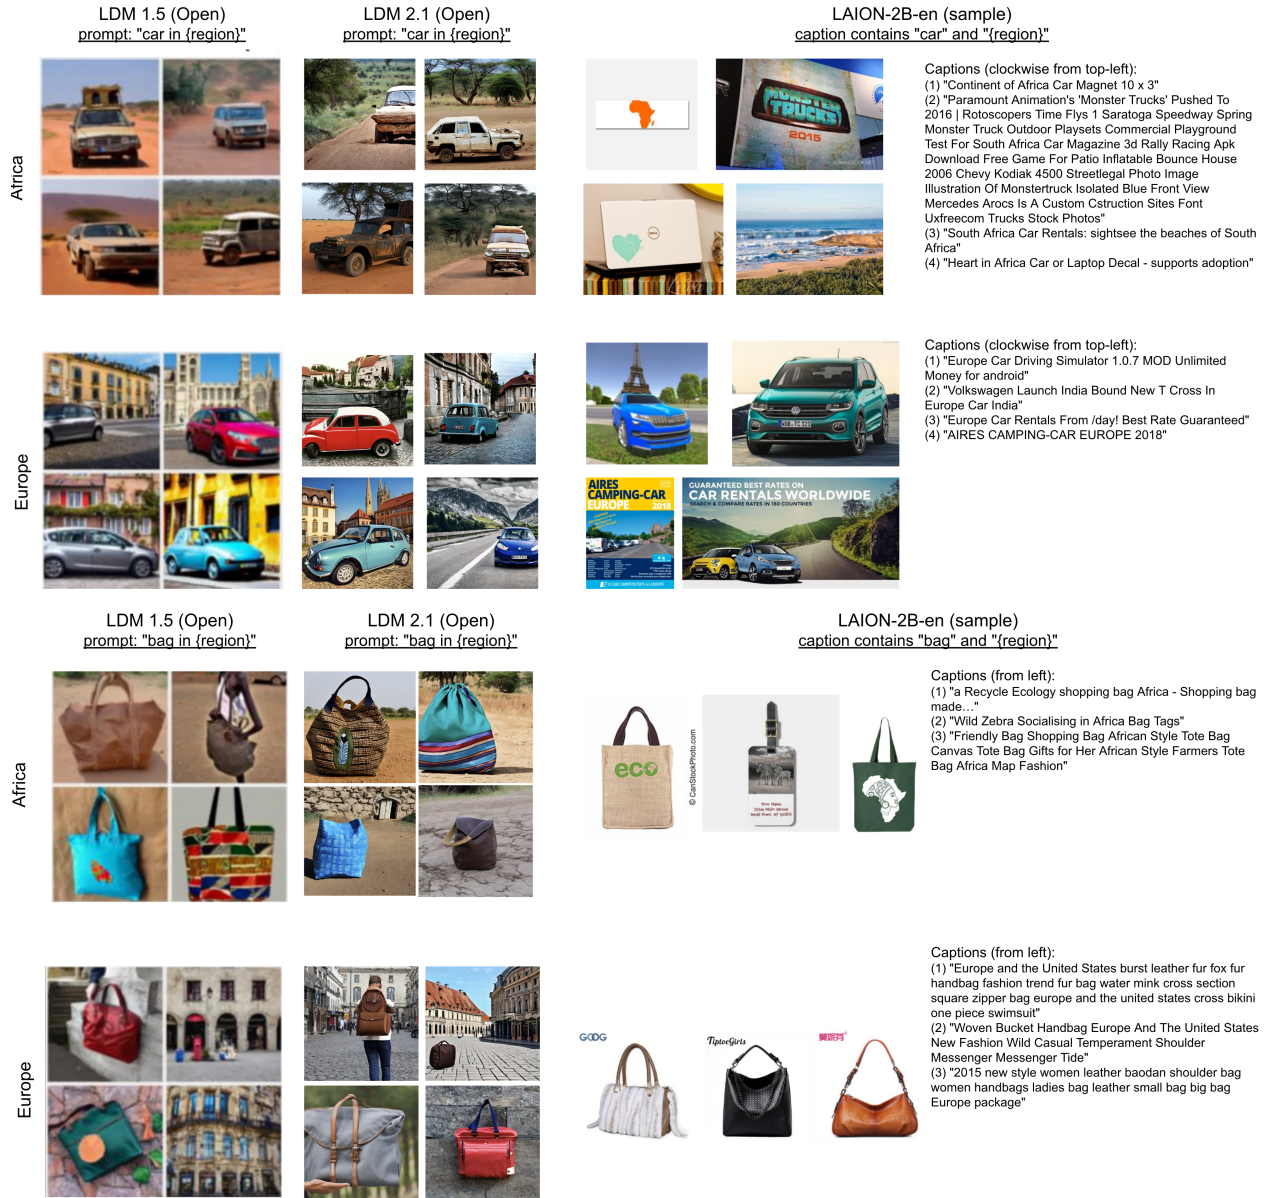 LDM 1.5 (Open)
prompt: "car in {region}"
LDM 2.1 (Open)
prompt: "car in {region}"
LAION-2B-en (sample)
caption contains "car" and "{region}"
Africa
MONSTER
TRUCKS
2015
DELL
Captions (clockwise from top-left):
(1) "Continent of Africa Car Magnet 10 x 3"
(2) "Paramount Animation's 'Monster Trucks' Pushed To
2016 | Rotoscopers Time Flys 1 Saratoga Speedway Spring
Monster Truck Outdoor Playsets Commercial Playground
Test For South Africa Car Magazine 3d Rally Racing Apk
Download Free Game For Patio Inflatable Bounce House
2006 Chevy Kodiak 4500 Streetlegal Photo Image
Illustration Of Monstertruck Isolated Blue Front View
Mercedes Arocs Is A Custom Cstruction Sites Font
Uxfreecom Trucks Stock Photos"
(3) "South Africa Car Rentals: sightsee the beaches of South
Africa"
(4) "Heart in Africa Car or Laptop Decal - supports adoption"
Europe
AIRES
CAMPING-CAR
EUROPE
2018
GUARANTEED BEST RATES ON
CAR RENTALS WORLDWIDE
SEARCH & COMPARE RATES IN 180 COUNTRIES
Captions (clockwise from top-left):
(1) "Europe Car Driving Simulator 1.0.7 MOD Unlimited
Money for android"
(2) "Volkswagen Launch India Bound New T Cross In
Europe Car India"
(3) "Europe Car Rentals From /day! Best Rate Guaranteed"
(4) "AIRES CAMPING-CAR EUROPE 2018"
LDM 1.5 (Open)
prompt: "bag in {region}"
LDM 2.1 (Open)
prompt: "bag in {region}"
LAION-2B-en (sample)
caption contains "bag" and "{region}"
Africa
eco
© CanStockPhoto.com
Captions (from left):
(1) "a Recycle Ecology shopping bag Africa - Shopping bag
made…"
(2) "Wild Zebra Socialising in Africa Bag Tags"
(3) "Friendly Bag Shopping Bag African Style Tote Bag
Canvas Tote Bag Gifts for Her African Style Farmers Tote
Bag Africa Map Fashion"
Europe
TiptoeGirls
Captions (from left):
(1) "Europe and the United States burst leather fur fox fur
handbag fashion trend fur bag water mink cross section
square zipper bag europe and the united states cross bikini
one piece swimsuit"
(2) "Woven Bucket Handbag Europe And The United States
New Fashion Wild Casual Temperament Shoulder
Messenger Messenger Tide"
(3) "2015 new style women leather baodan shoulder bag
women handbags ladies bag leather small bag big bag
Europe package"